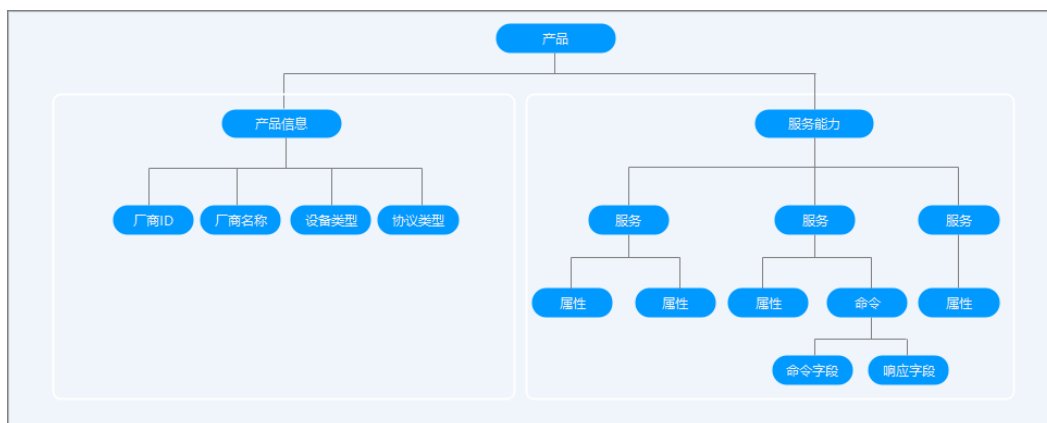 产品
产品信息
服务能力
厂商ID
厂商名称
设备类型
协议类型
服务
服务
服务
属性
属性
属性
命令
属性
命令字段
响应字段